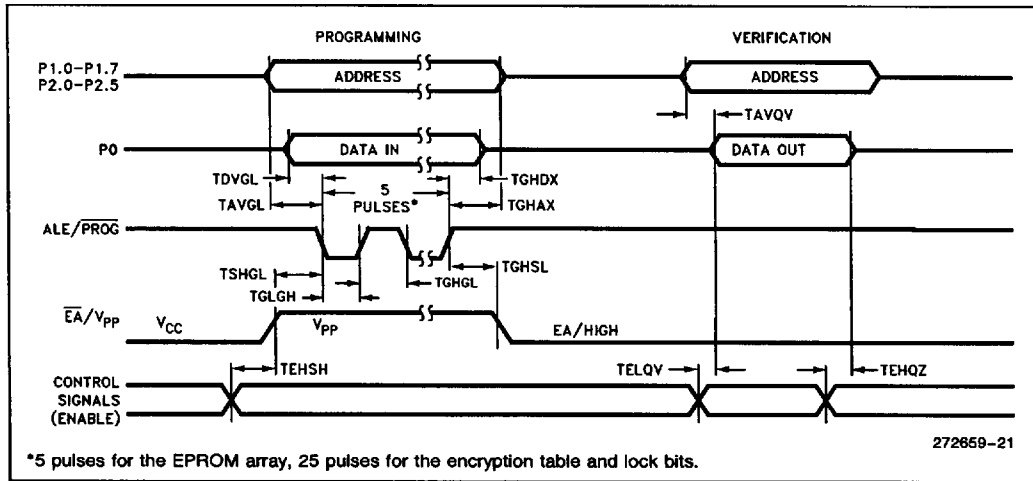 PROGRAMMING
VERIFICATION
P1.0–P1.7
P2.0–P2.5
ADDRESS
ADDRESS
TAVQV
P0
DATA IN
DATA OUT
TDVGL
TGHDX
5
PULSES*
TAVGL
TGHAX
ALE/PROG
TSHGL
TGHSL
TGLGH
TGHGL
EA/VPP
VCC
VPP
EA/HIGH
TEHSH
TELQV
TEHQZ
CONTROL
SIGNALS
(ENABLE)
272659–21
*5 pulses for the EPROM array, 25 pulses for the encryption table and lock bits.